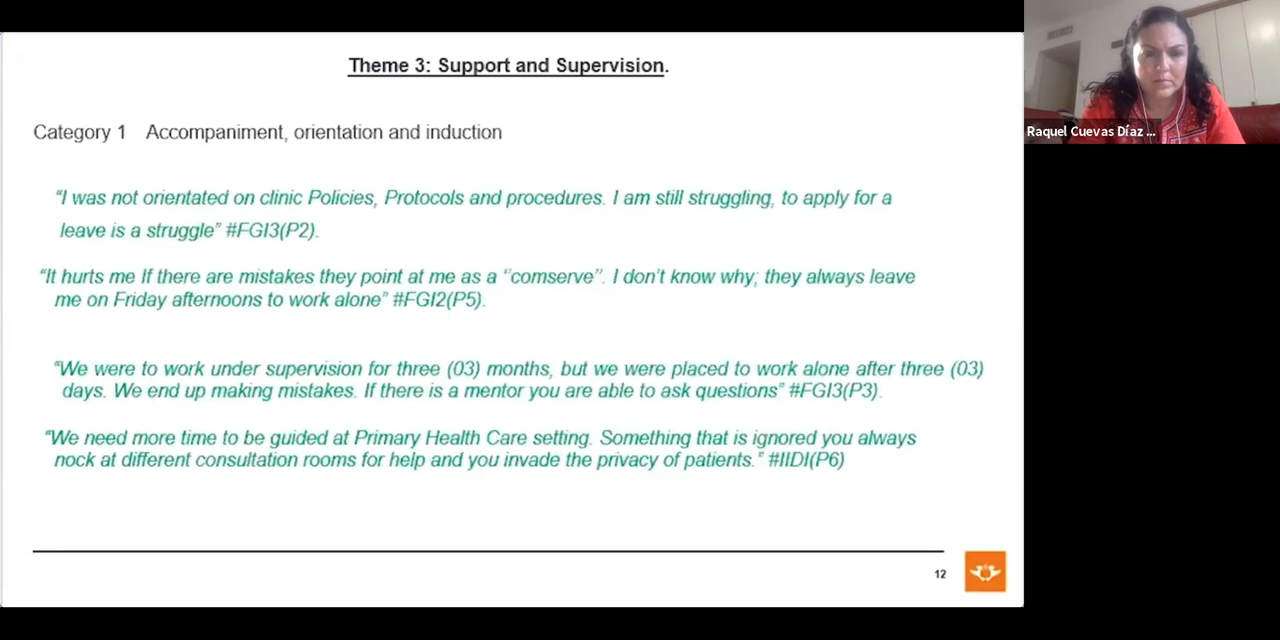 Theme 3: Support and Supervision.
Raquel Cuevas Díaz ...
Category 1 Accompaniment, orientation and induction
“I was not orientated on clinic Policies, Protocols and procedures. I am still struggling, to apply for a
leave is a struggle” #FGI3(P2).
“It hurts me If there are mistakes they point at me as a “comserve”. I don’t know why; they always leave
me on Friday afternoons to work alone” #FGI2(P5).
“We were to work under supervision for three (03) months, but we were placed to work alone after three (03)
days. We end up making mistakes. If there is a mentor you are able to ask questions” #FGI3(P3).
“We need more time to be guided at Primary Health Care setting. Something that is ignored you always
nock at different consultation rooms for help and you invade the privacy of patients.” #IIDI(P6)
12